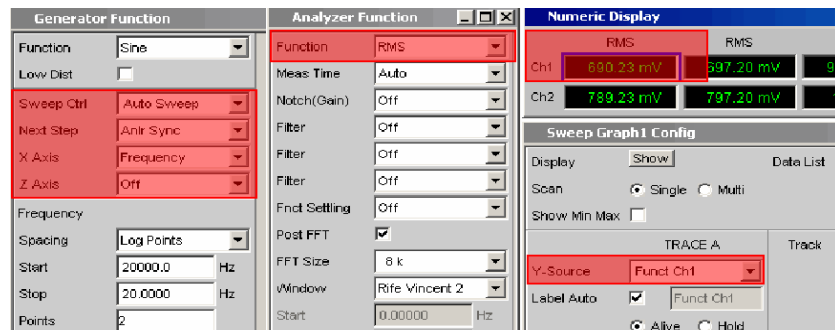 Generator Function
Function Sine
Low Dist
Sweep Ctrl Auto Sweep
Next Step Anlr Sync
X Axis Frequency
Z Axis Off
Frequency
Spacing Log Points
Start 20000.0 Hz
Stop 20.0000 Hz
Points 2
Analyzer Function
Function RMS
Meas Time Auto
Notch(Gain) Off
Filter Off
Filter Off
Filter Off
Fnct Settling Off
Post FFT
FFT Size 8 k
Window Rife Vincent 2
Start 0.00000 Hz
Numeric Display
RMS RMS
Ch1 690.23 mV 697.20 mV 9
Ch2 789.23 mV 797.20 mV
Sweep Graph1 Config
Display Show Data List
Scan Single Multi
Show Min Max
TRACE A Track
Y-Source Funct Ch1
Label Auto Funct Ch1
Alive Hold